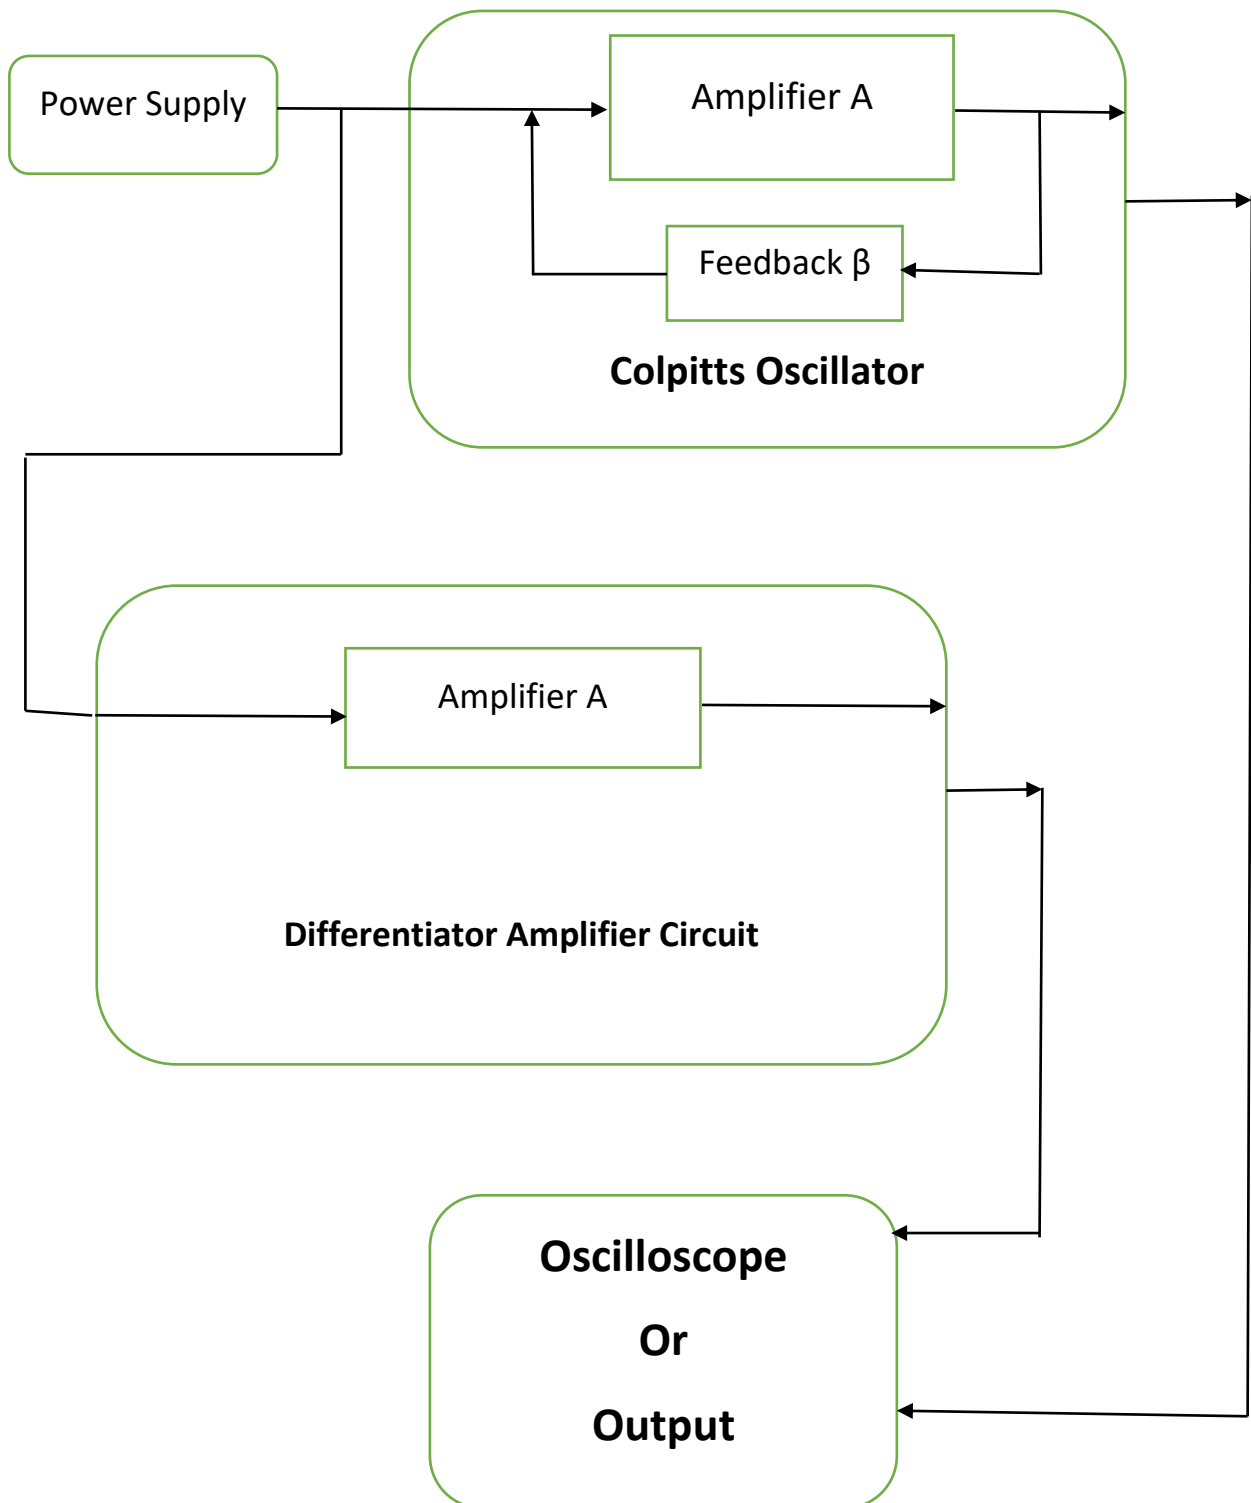 Power Supply
Amplifier A
Feedback β
Colpitts Oscillator
Amplifier A
Differentiator Amplifier Circuit
Oscilloscope
Or
Output